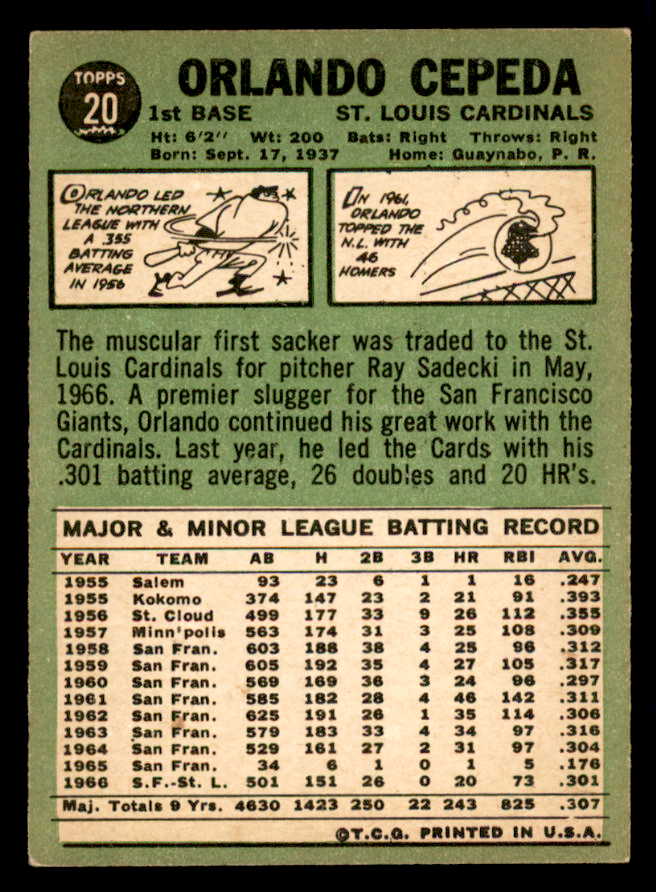 TOPPS
20
ORLANDO CEPEDA
1st BASE ST. LOUIS CARDINALS
Ht: 6'2" Wt: 200 Bats: Right Throws: Right
Born: Sept. 17, 1937 Home: Guaynabo, P. R.
ORLANDO LED
THE NORTHERN
LEAGUE WITH
A .355
BATTING
AVERAGE
IN 1956
IN 1961,
ORLANDO
TOPPED THE
N.L. WITH
46
HOMERS
The muscular first sacker was traded to the St.
Louis Cardinals for pitcher Ray Sadecki in May,
1966. A premier slugger for the San Francisco
Giants, Orlando continued his great work with the
Cardinals. Last year, he led the Cards with his
.301 batting average, 26 doubles and 20 HR's.
MAJOR & MINOR LEAGUE BATTING RECORD
YEAR TEAM AB H 2B 3B HR RBI AVG.
1955 Salem 93 23 6 1 1 16 .247
1955 Kokomo 374 147 23 2 21 91 .393
1956 St. Cloud 499 177 33 9 26 112 .355
1957 Minn'polis 563 174 31 3 25 108 .309
1958 San Fran. 603 188 38 4 25 96 .312
1959 San Fran. 605 192 35 4 27 105 .317
1960 San Fran. 569 169 36 3 24 96 .297
1961 San Fran. 585 182 28 4 46 142 .311
1962 San Fran. 625 191 26 1 35 114 .306
1963 San Fran. 579 183 33 4 34 97 .316
1964 San Fran. 529 161 27 2 31 97 .304
1965 San Fran. 34 6 1 0 1 5 .176
1966 S.F.-St. L. 501 151 26 0 20 73 .301
Maj. Totals 9 Yrs. 4630 1423 250 22 243 825 .307
©T.C.G. PRINTED IN U.S.A.